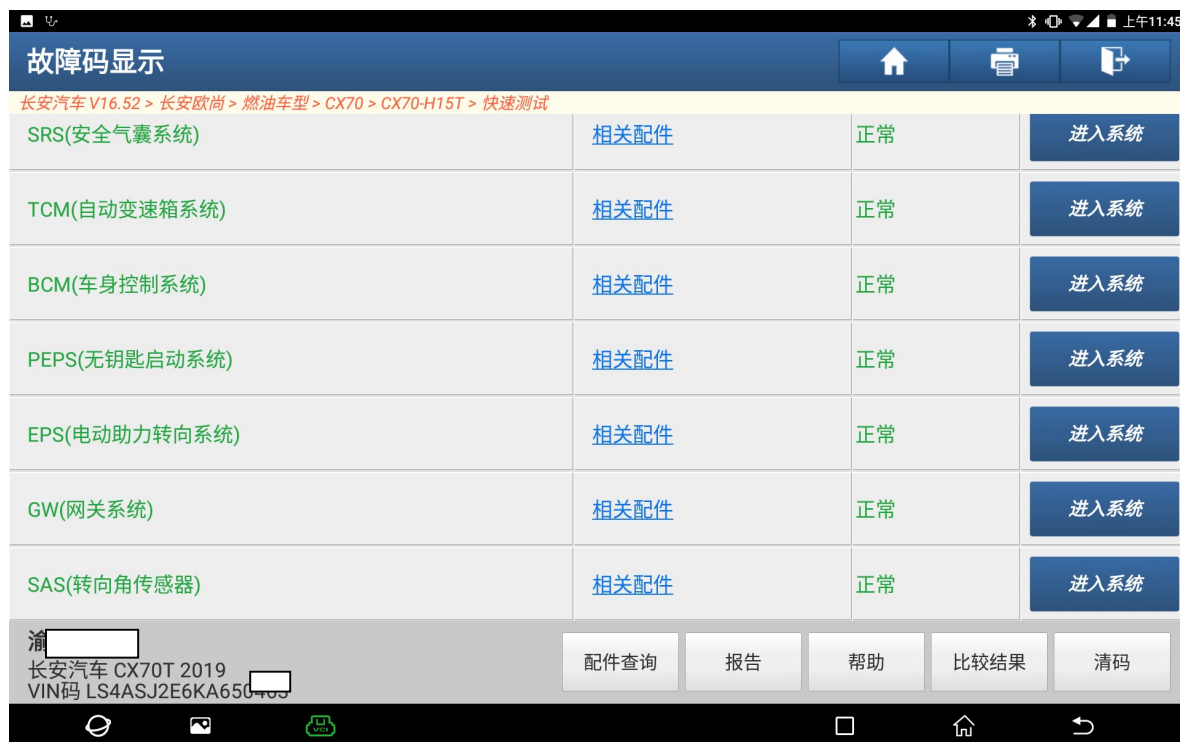 上午11:45
故障码显示
长安汽车 V16.52 > 长安欧尚 > 燃油车型 > CX70 > CX70-H15T > 快速测试
SRS(安全气囊系统) 相关配件 正常 进入系统
TCM(自动变速箱系统) 相关配件 正常 进入系统
BCM(车身控制系统) 相关配件 正常 进入系统
PEPS(无钥匙启动系统) 相关配件 正常 进入系统
EPS(电动助力转向系统) 相关配件 正常 进入系统
GW(网关系统) 相关配件 正常 进入系统
SAS(转向角传感器) 相关配件 正常 进入系统
渝
长安汽车 CX70T 2019
VIN码 LS4ASJ2E6KA650
配件查询 报告 帮助 比较结果 清码
VCI